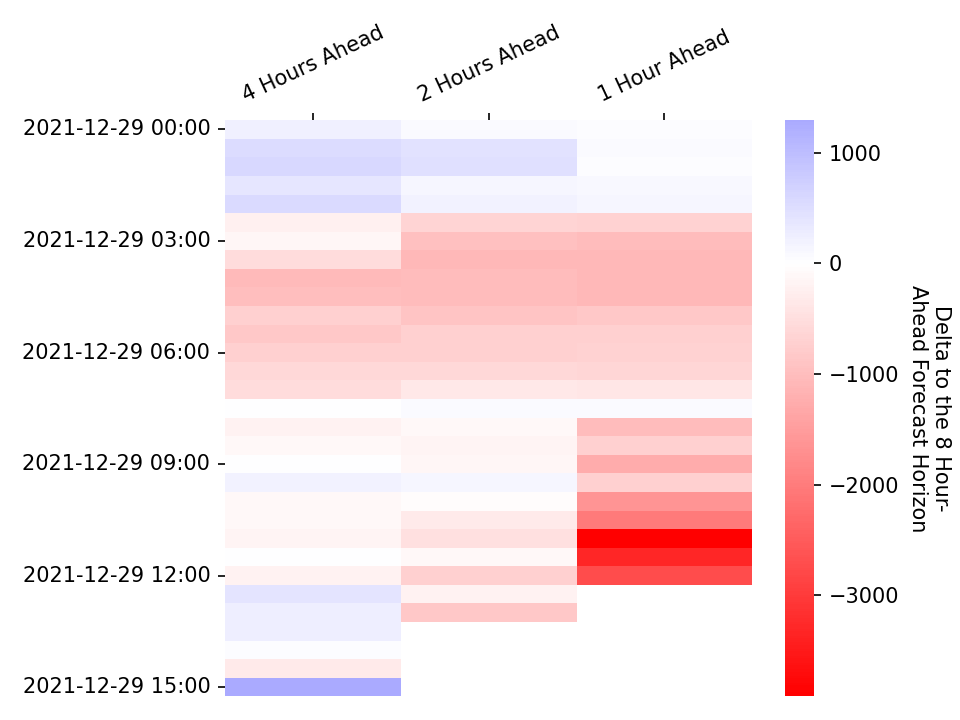 4 Hours Ahead
2 Hours Ahead
1 Hour Ahead
2021-12-29 00:00
2021-12-29 03:00
2021-12-29 06:00
2021-12-29 09:00
2021-12-29 12:00
2021-12-29 15:00
1000
0
−1000
−2000
−3000
Delta to the 8 Hour-
Ahead Forecast Horizon